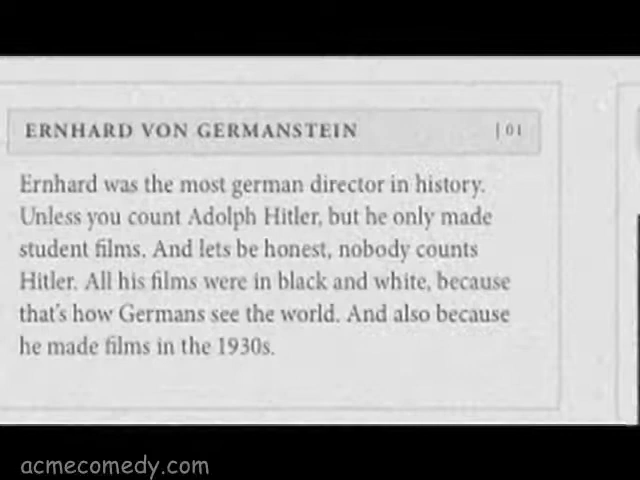 ERNHARD VON GERMANSTEIN | 01
Ernhard was the most german director in history.
Unless you count Adolph Hitler, but he only made
student films. And lets be honest, nobody counts
Hitler. All his films were in black and white, because
that's how Germans see the world. And also because
he made films in the 1930s.
acmecomedy.com